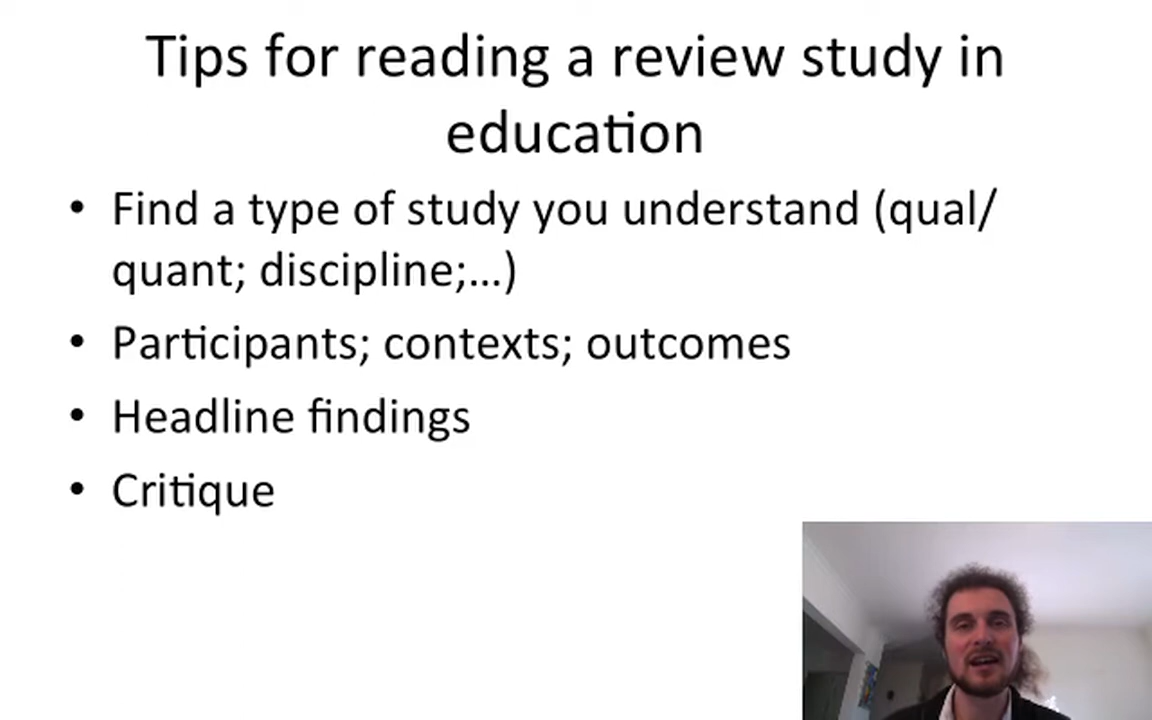 Tips for reading a review study in
education
• Find a type of study you understand (qual/
quant; discipline;...)
• Participants; contexts; outcomes
• Headline findings
• Critique